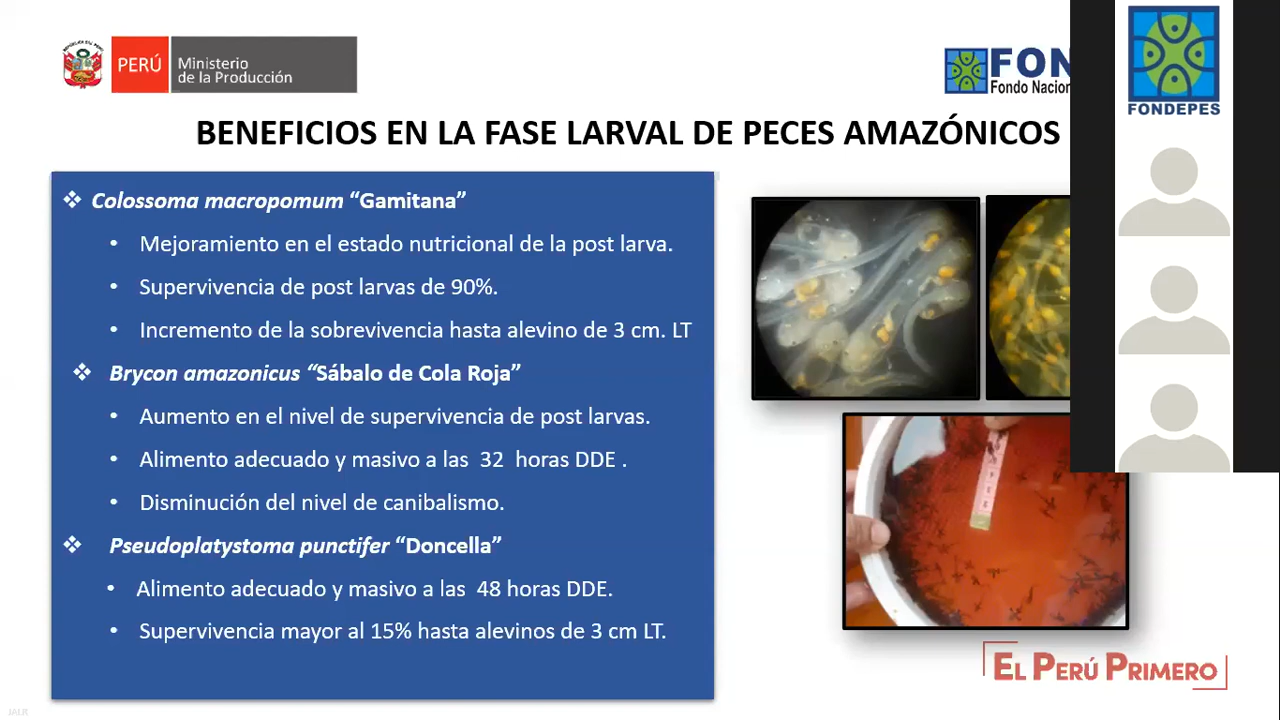 PERÚ
Ministerio
de la Producción
FON
Fondo Nacion
FONDEPES
BENEFICIOS EN LA FASE LARVAL DE PECES AMAZÓNICOS
❖ Colossoma macropomum “Gamitana”
• Mejoramiento en el estado nutricional de la post larva.
• Supervivencia de post larvas de 90%.
• Incremento de la sobrevivencia hasta alevino de 3 cm. LT
❖ Brycon amazonicus “Sábalo de Cola Roja”
• Aumento en el nivel de supervivencia de post larvas.
• Alimento adecuado y masivo a las 32 horas DDE .
• Disminución del nivel de canibalismo.
❖ Pseudoplatystoma punctifer “Doncella”
• Alimento adecuado y masivo a las 48 horas DDE.
• Supervivencia mayor al 15% hasta alevinos de 3 cm LT.
EL PERÚ PRIMERO